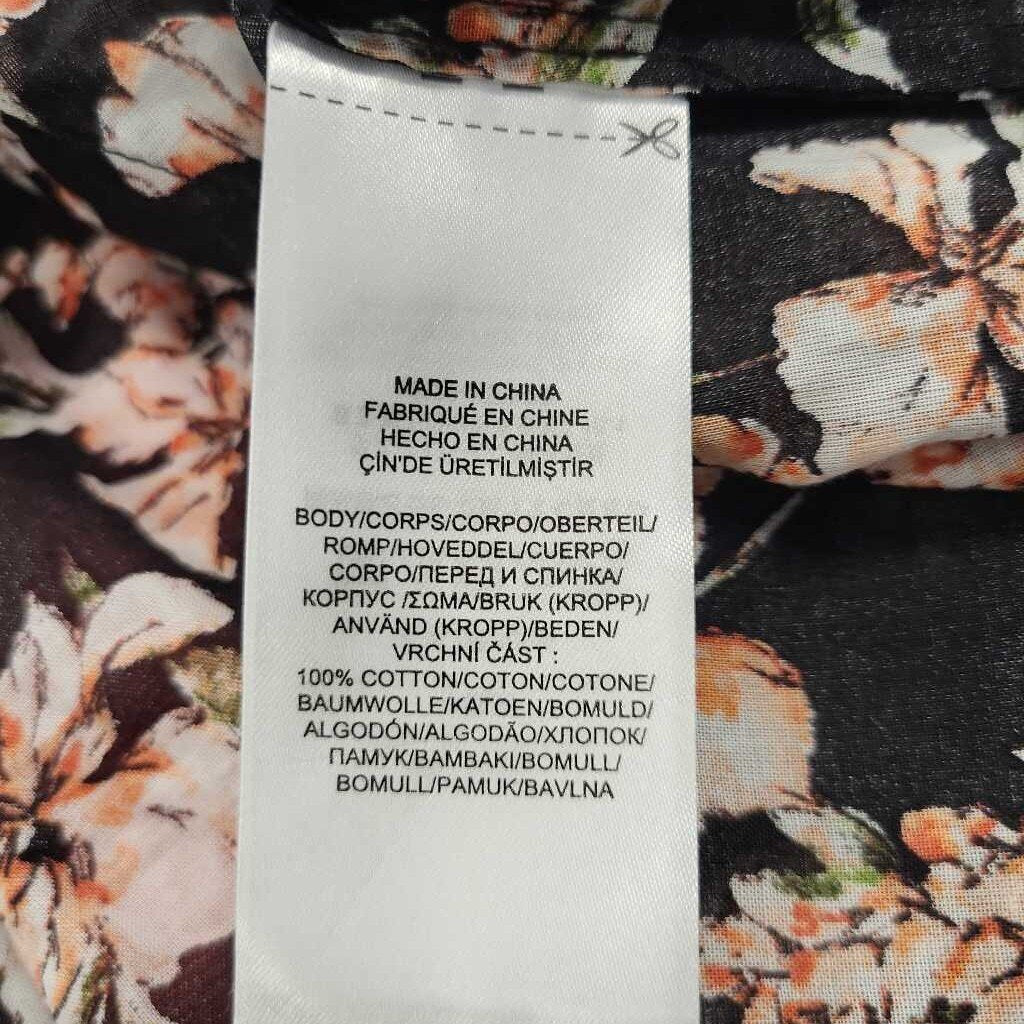 MADE IN CHINA
FABRIQUÉ EN CHINE
HECHO EN CHINA
ÇİN'DE ÜRETİLMİŞTİR
BODY/CORPS/CORPO/OBERTEIL/
ROMP/HOVEDDEL/CUERPO/
CORPO/ПЕРЕД И СПИНКА/
КОРПУС /ΣΩΜΑ/BRUK (KROPP)/
ANVÄND (KROPP)/BEDEN/
VRCHNÍ ČÁST :
100% COTTON/COTON/COTONE/
BAUMWOLLE/KATOEN/BOMULD/
ALGODÓN/ALGODÃO/ХЛОПОК/
ПАМУК/ΒΑΜΒΑΚΙ/BOMULL/
BOMULL/PAMUK/BAVLNA